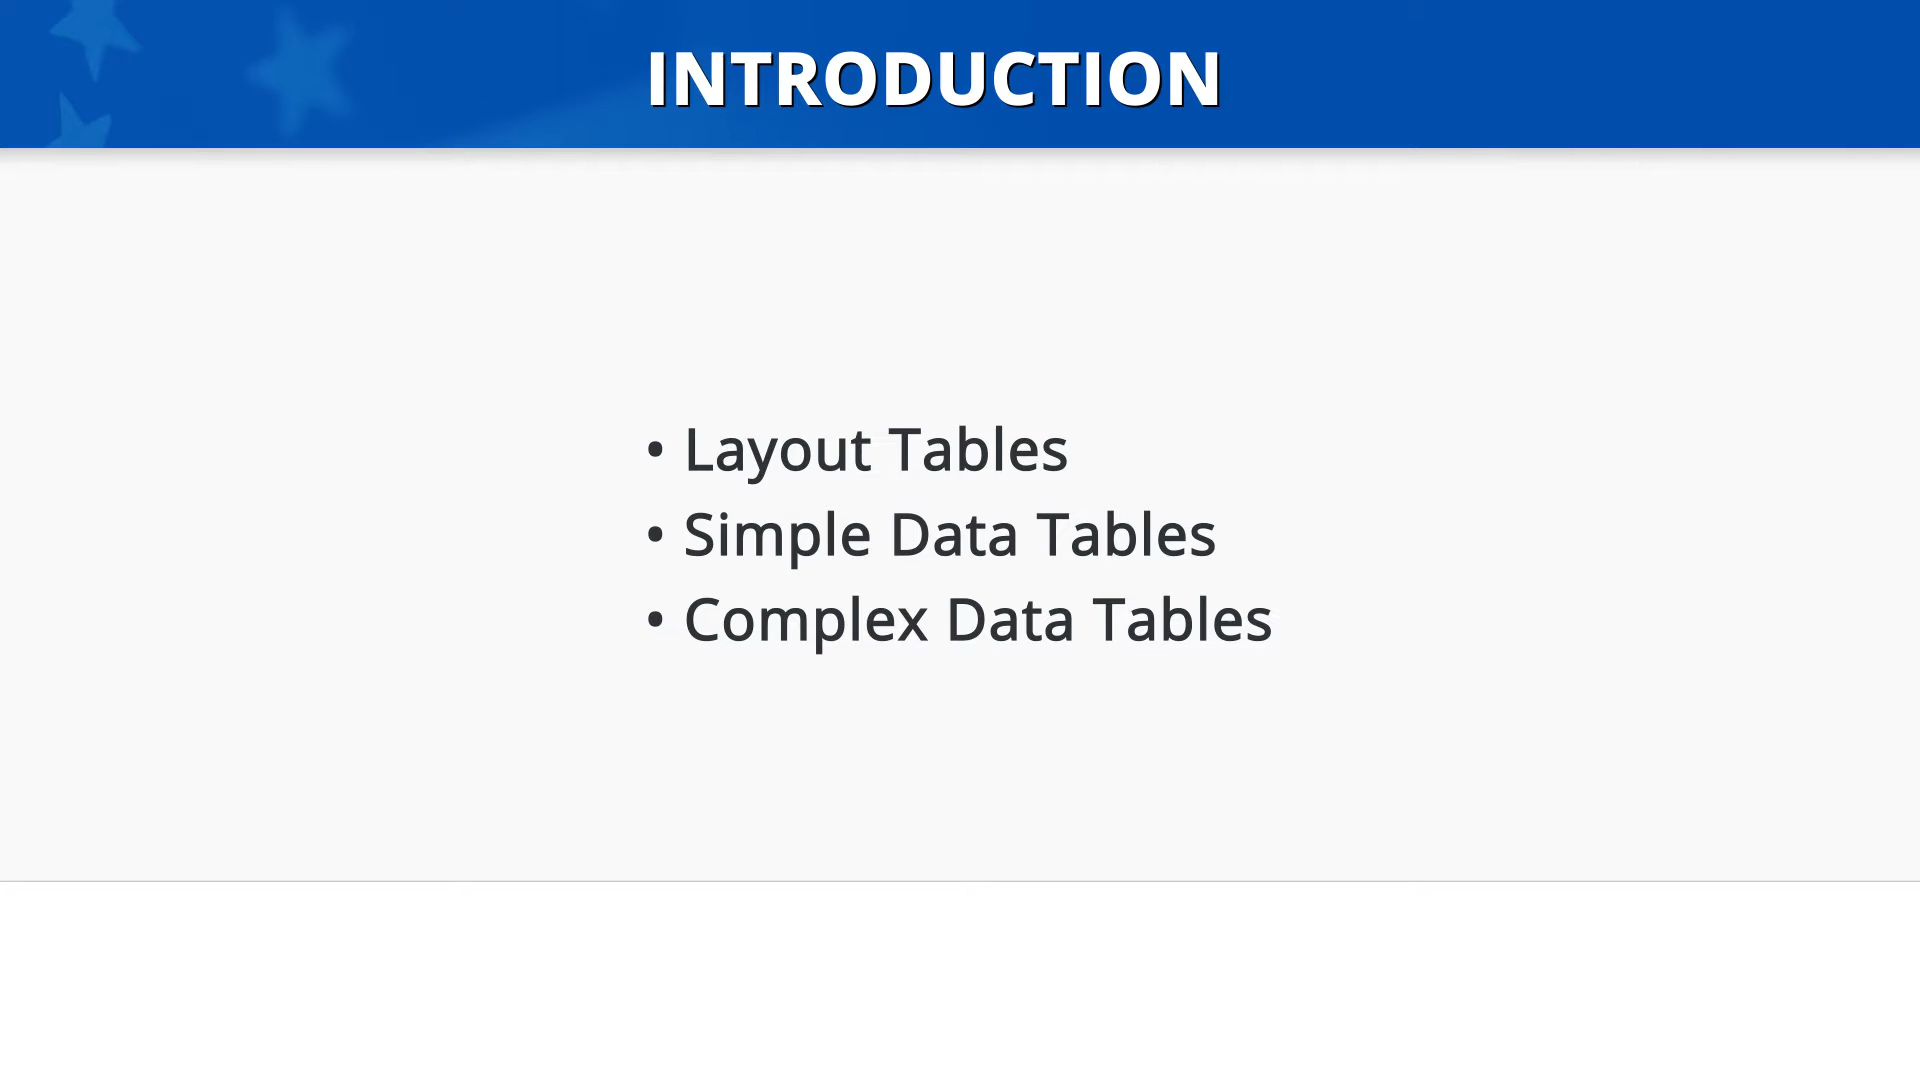 INTRODUCTION
• Layout Tables
• Simple Data Tables
• Complex Data Tables